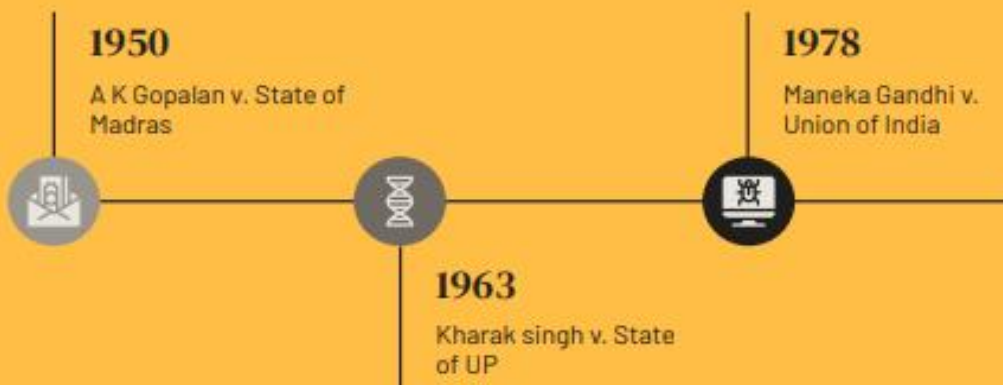 1950
A K Gopalan v. State of
Madras
1978
Maneka Gandhi v.
Union of India
1963
Kharak singh v. State
of UP